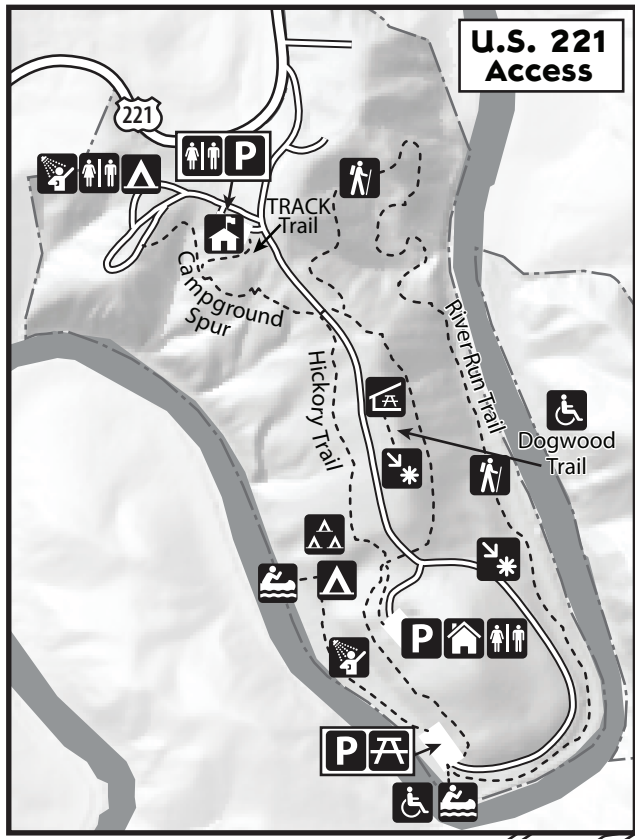 U.S. 221
Access
221
P
TRACK
Trail
Campground
Spur
Hickory Trail
River Run Trail
Dogwood
Trail
P
P